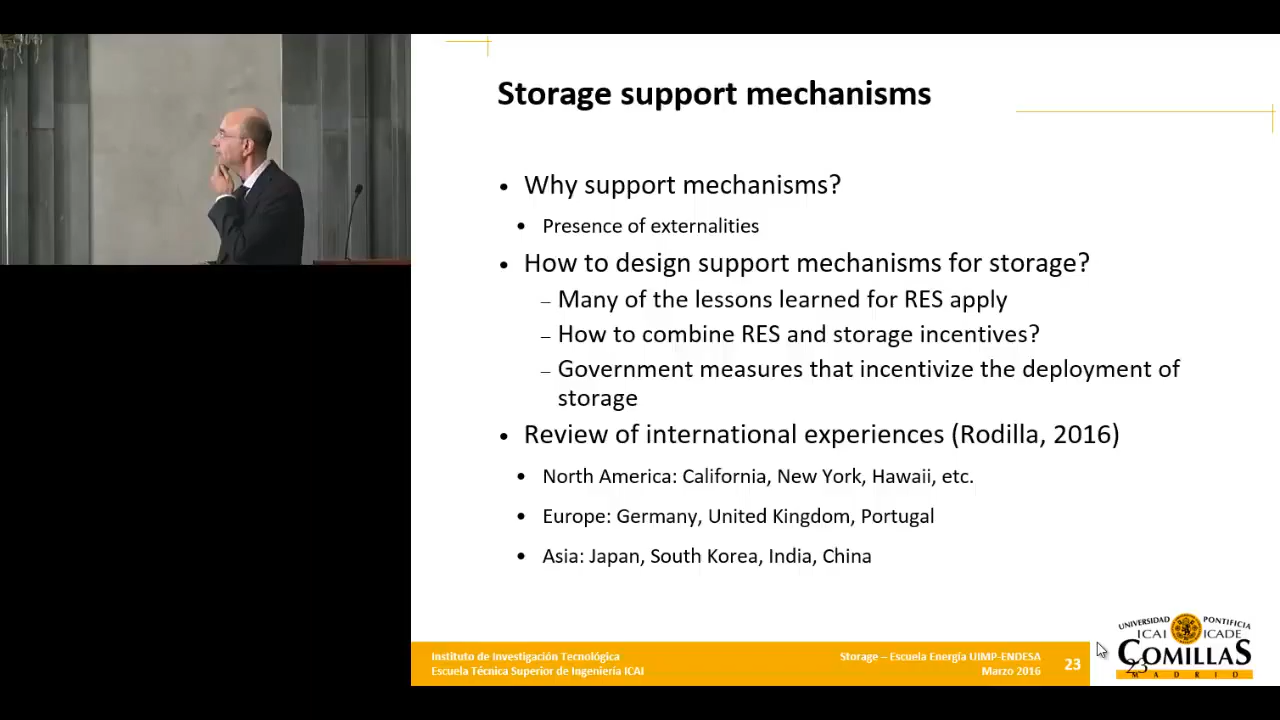 Storage support mechanisms
• Why support mechanisms?
• Presence of externalities
• How to design support mechanisms for storage?
– Many of the lessons learned for RES apply
– How to combine RES and storage incentives?
– Government measures that incentivize the deployment of
storage
• Review of international experiences (Rodilla, 2016)
• North America: California, New York, Hawaii, etc.
• Europe: Germany, United Kingdom, Portugal
• Asia: Japan, South Korea, India, China
Instituto de Investigación Tecnológica
Escuela Técnica Superior de Ingeniería ICAI
Storage – Escuela Energía UIMP-ENDESA
Marzo 2016
23
UNIVERSIDAD PONTIFICIA
ICAI ICADE
COMILLAS
23
MADRID